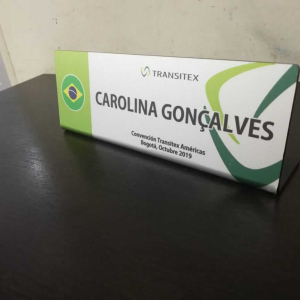 TRANSITEX
CAROLINA GONÇALVES
Convención Transitex Américas
Bogotá, Octubre 2019